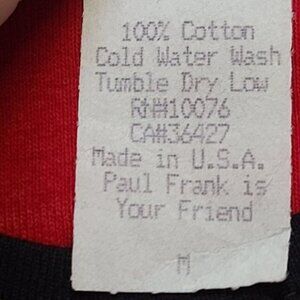 100% Cotton
Cold Water Wash
Tumble Dry Low
RN#10076
CA#36427
Made in U.S.A.
Paul Frank is
Your Friend
M